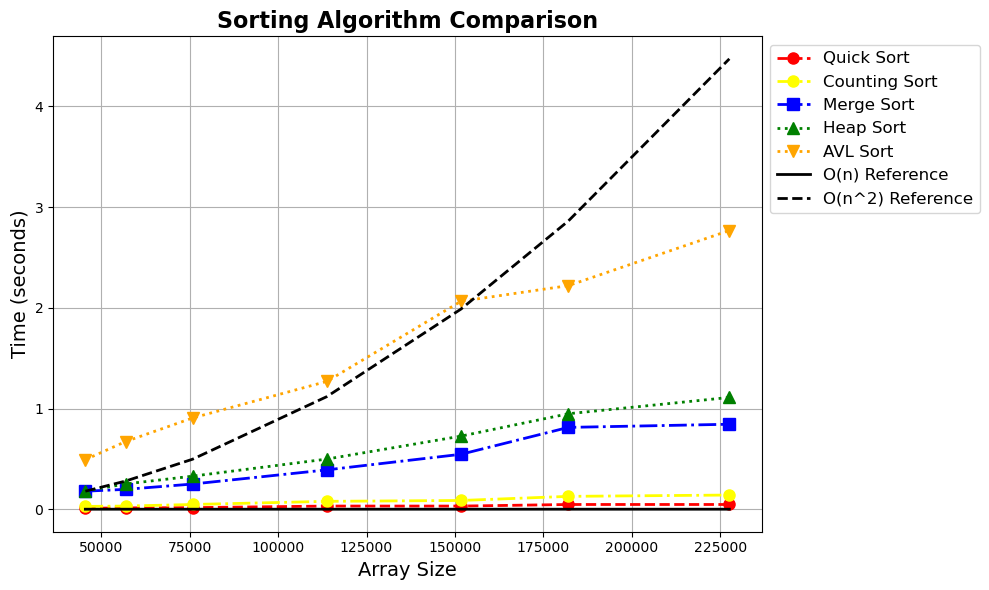 Sorting Algorithm Comparison
Time (seconds)
4
3
2
1
0
50000 75000 100000 125000 150000 175000 200000 225000
Array Size
Quick Sort
Counting Sort
Merge Sort
Heap Sort
AVL Sort
O(n) Reference
O(n^2) Reference